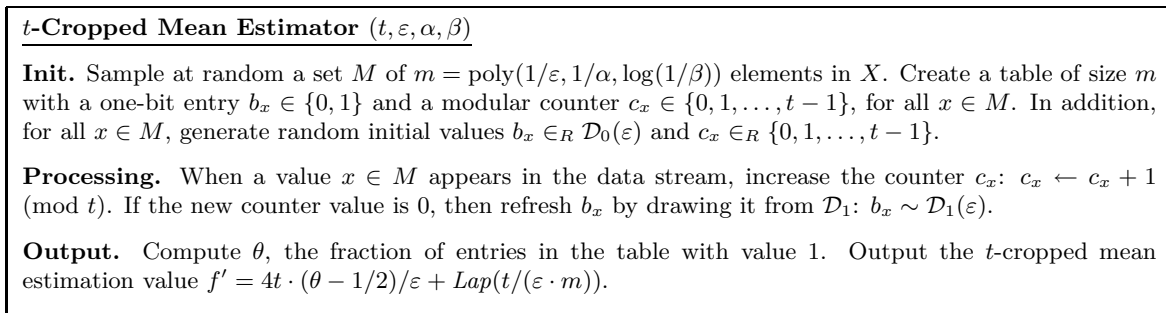 t-Cropped Mean Estimator (t, ε, α, β)
Init. Sample at random a set M of m = poly(1/ε, 1/α, log(1/β)) elements in X. Create a table of size m
with a one-bit entry b_x ∈ {0, 1} and a modular counter c_x ∈ {0, 1, . . . , t − 1}, for all x ∈ M. In addition,
for all x ∈ M, generate random initial values b_x ∈_R 𝒟_0(ε) and c_x ∈_R {0, 1, . . . , t − 1}.
Processing. When a value x ∈ M appears in the data stream, increase the counter c_x: c_x ← c_x + 1
(mod t). If the new counter value is 0, then refresh b_x by drawing it from 𝒟_1: b_x ∼ 𝒟_1(ε).
Output. Compute θ, the fraction of entries in the table with value 1. Output the t-cropped mean
estimation value f′ = 4t · (θ − 1/2)/ε + Lap(t/(ε · m)).